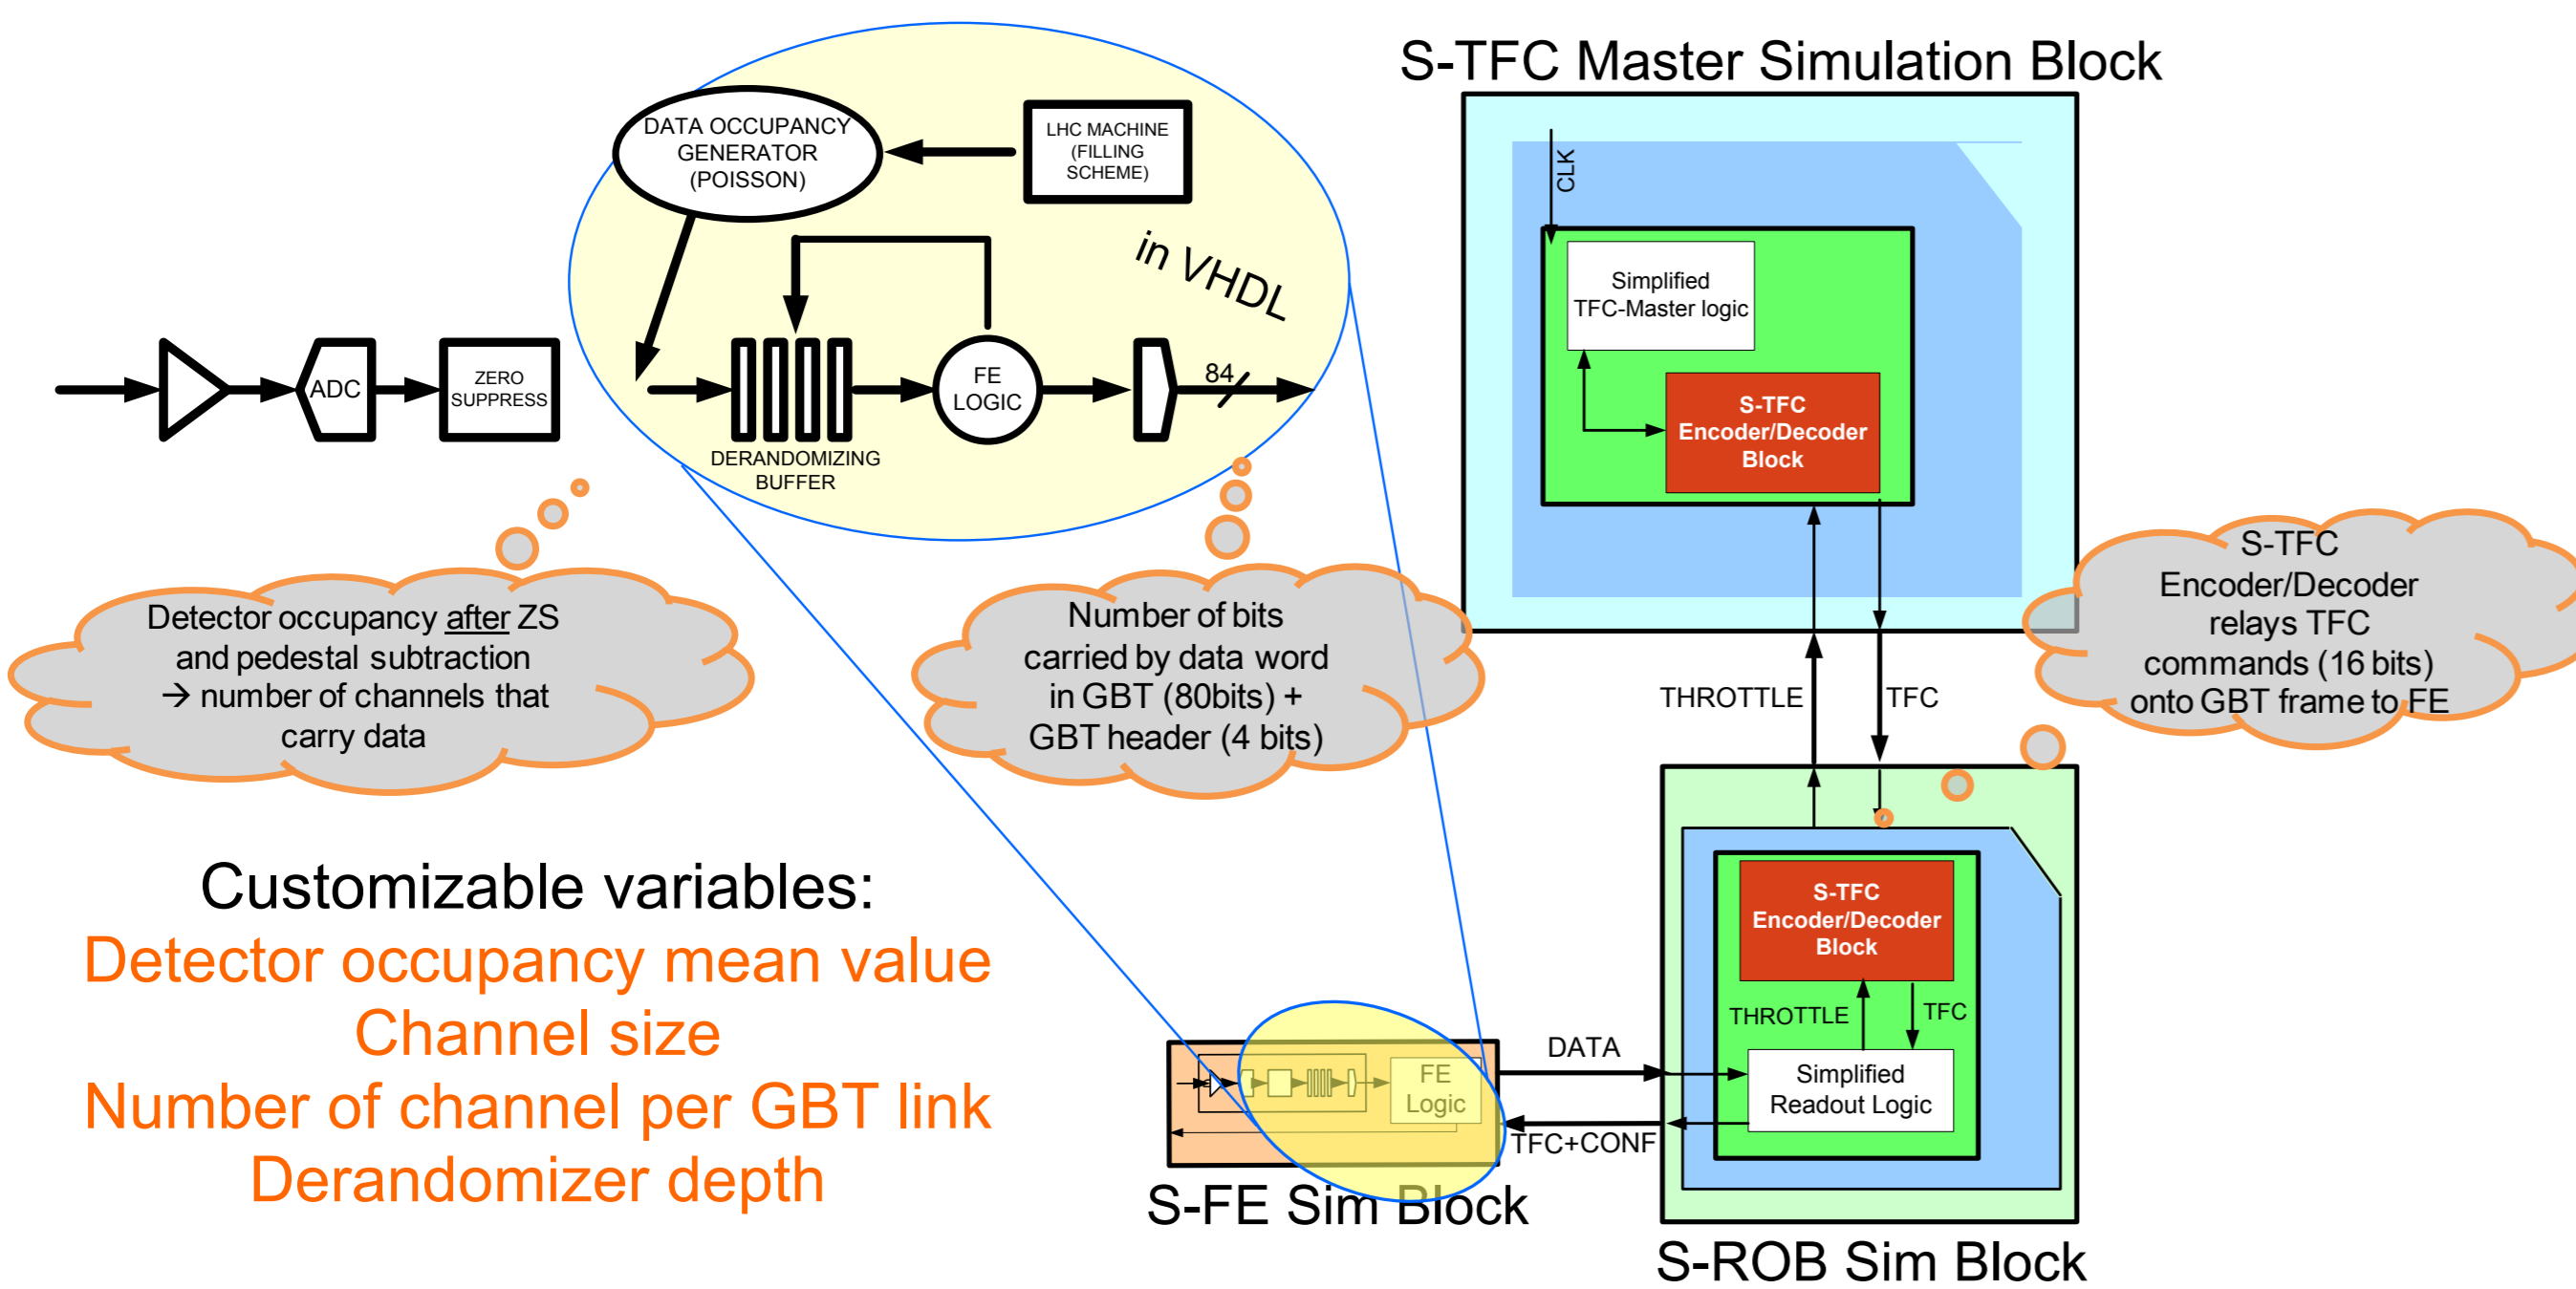 S-TFC Master Simulation Block
DATA OCCUPANCY
GENERATOR
(POISSON)
LHC MACHINE
(FILLING
SCHEME)
in VHDL
CLK
Simplified
TFC-Master logic
S-TFC
Encoder/Decoder
Block
ADC
ZERO
SUPPRESS
FE
LOGIC
84
DERANDOMIZING
BUFFER
Detector occupancy after ZS
and pedestal subtraction
→ number of channels that
carry data
Number of bits
carried by data word
in GBT (80bits) +
GBT header (4 bits)
S-TFC
Encoder/Decoder
relays TFC
commands (16 bits)
onto GBT frame to FE
THROTTLE
TFC
Customizable variables:
Detector occupancy mean value
Channel size
Number of channel per GBT link
Derandomizer depth
S-TFC
Encoder/Decoder
Block
THROTTLE
TFC
Simplified
Readout Logic
DATA
TFC+CONF
FE
Logic
S-FE Sim Block
S-ROB Sim Block